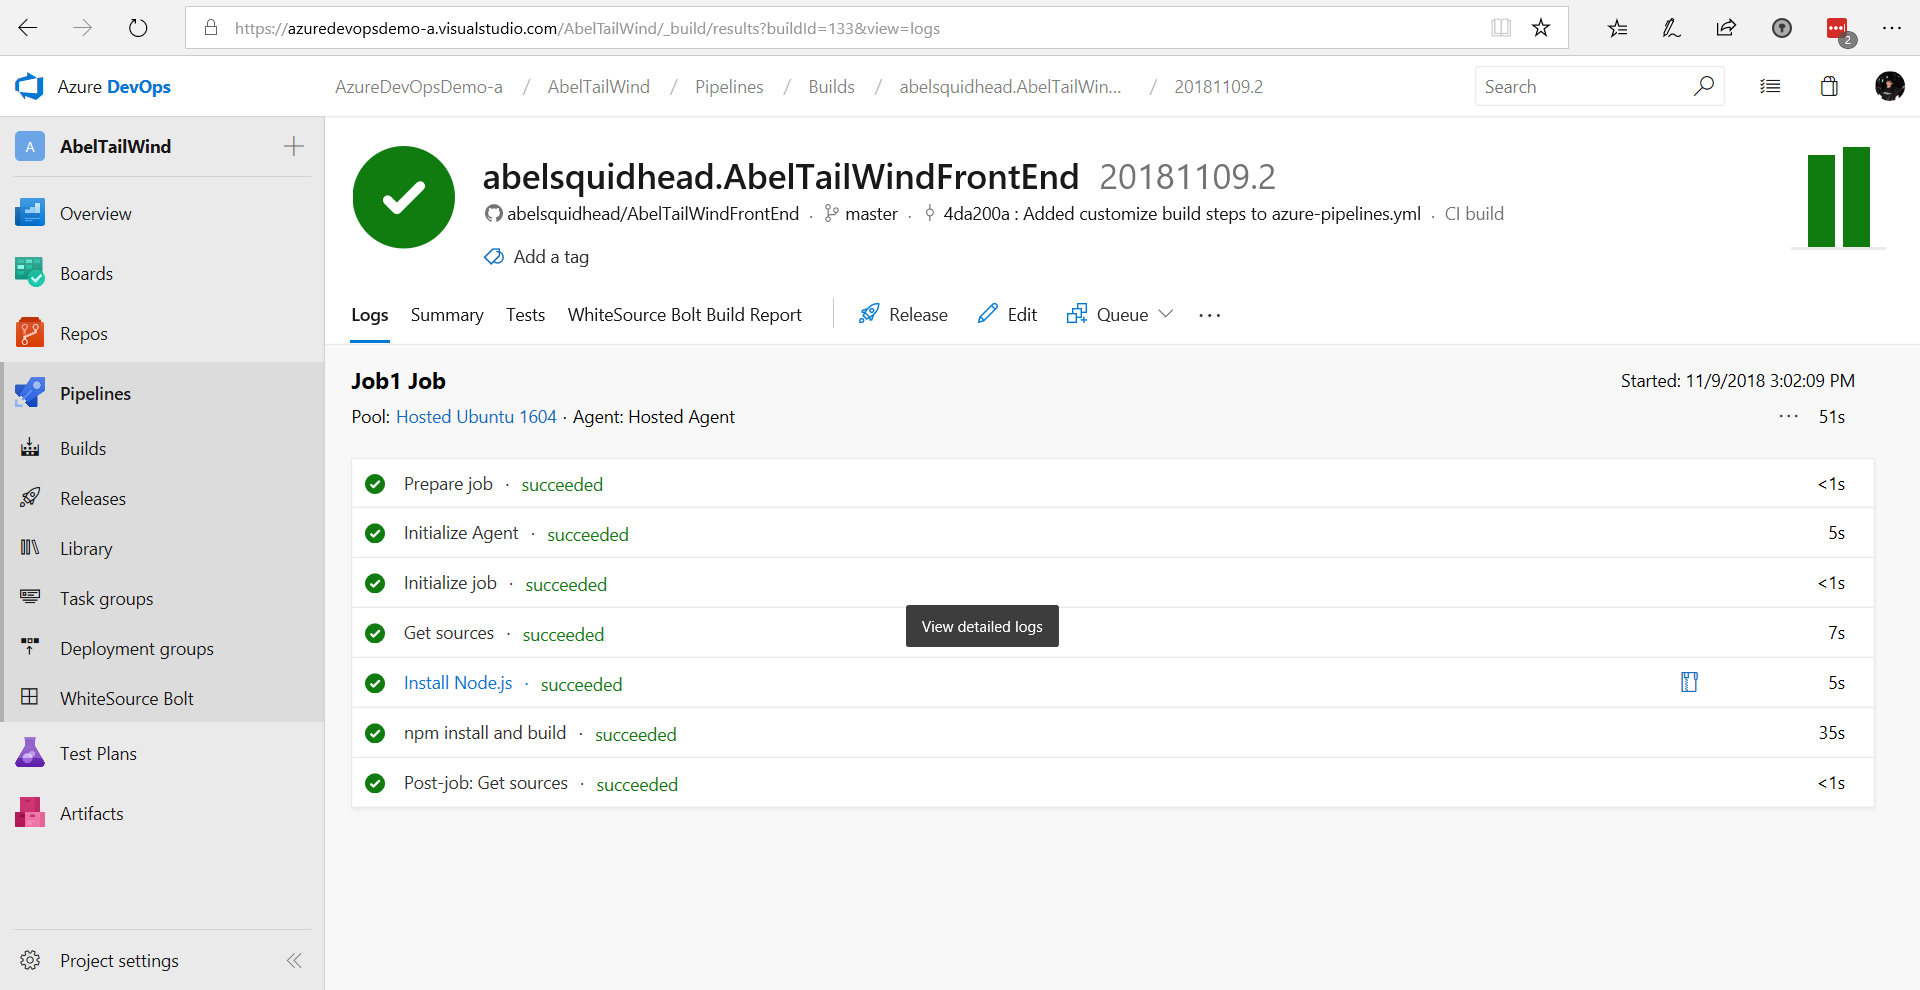 https://azuredevopsdemo-a.visualstudio.com/AbelTailWind/_build/results?buildId=133&view=logs
2
Azure DevOps
AzureDevOpsDemo-a / AbelTailWind / Pipelines / Builds / abelsquidhead.AbelTailWin... / 20181109.2
Search
A AbelTailWind
Overview
Boards
Repos
Pipelines
Builds
Releases
Library
Task groups
Deployment groups
WhiteSource Bolt
Test Plans
Artifacts
Project settings
abelsquidhead.AbelTailWindFrontEnd 20181109.2
abelsquidhead/AbelTailWindFrontEnd · master · 4da200a : Added customize build steps to azure-pipelines.yml · CI build
Add a tag
Logs Summary Tests WhiteSource Bolt Build Report Release Edit Queue ···
Job1 Job Started: 11/9/2018 3:02:09 PM
Pool: Hosted Ubuntu 1604 · Agent: Hosted Agent ··· 51s
Prepare job · succeeded <1s
Initialize Agent · succeeded 5s
Initialize job · succeeded <1s
View detailed logs
Get sources · succeeded 7s
Install Node.js · succeeded 5s
npm install and build · succeeded 35s
Post-job: Get sources · succeeded <1s